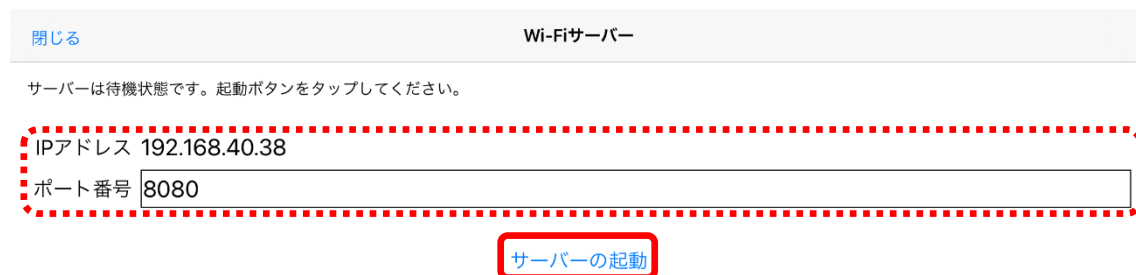 閉じる Wi-Fiサーバー
サーバーは待機状態です。起動ボタンをタップしてください。
IPアドレス 192.168.40.38
ポート番号 8080
サーバーの起動